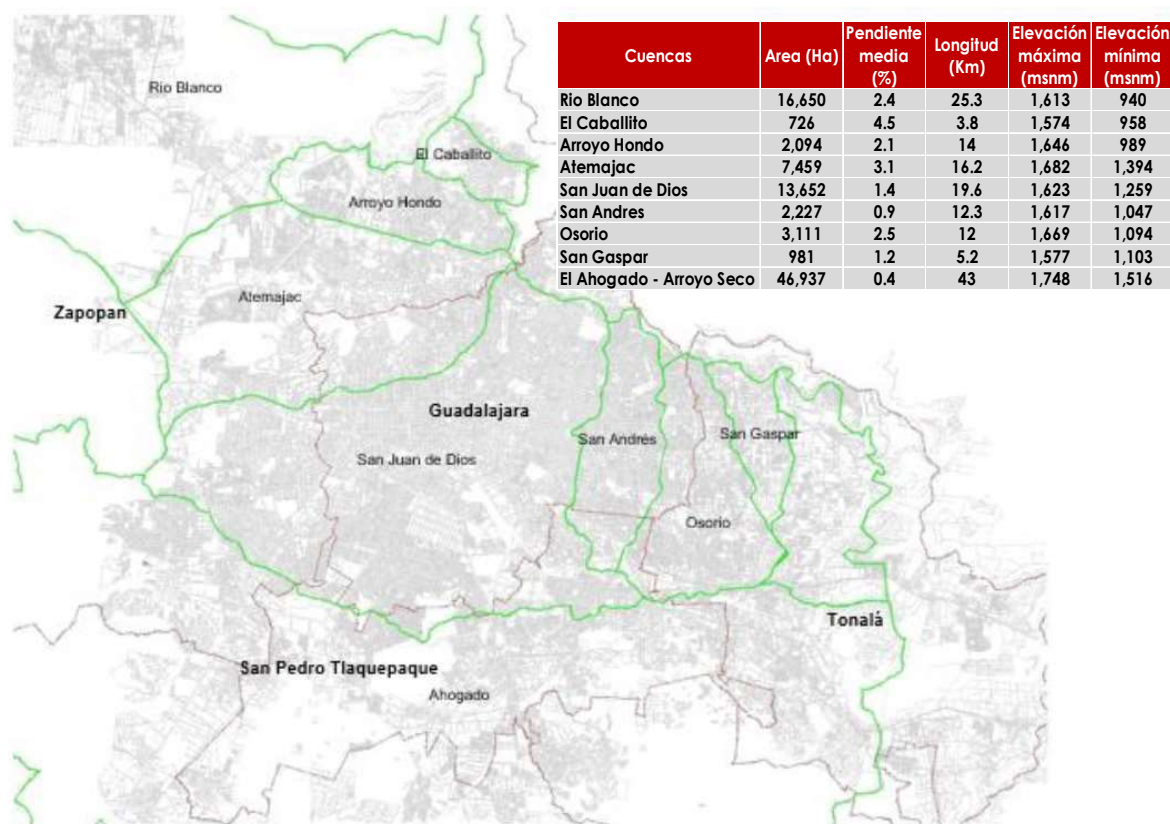 Cuencas Area (Ha) Pendiente media (%) Longitud (Km) Elevación máxima (msnm) Elevación mínima (msnm)
Rio Blanco 16,650 2.4 25.3 1,613 940
El Caballito 726 4.5 3.8 1,574 958
Arroyo Hondo 2,094 2.1 14 1,646 989
Atemajac 7,459 3.1 16.2 1,682 1,394
San Juan de Dios 13,652 1.4 19.6 1,623 1,259
San Andres 2,227 0.9 12.3 1,617 1,047
Osorio 3,111 2.5 12 1,669 1,094
San Gaspar 981 1.2 5.2 1,577 1,103
El Ahogado - Arroyo Seco 46,937 0.4 43 1,748 1,516
Rio Blanco
El Caballito
Arroyo Hondo
Atemajac
Zapopan
Guadalajara
San Andrés
San Gaspar
San Juan de Dios
Osorio
Tonalá
San Pedro Tlaquepaque
Ahogado